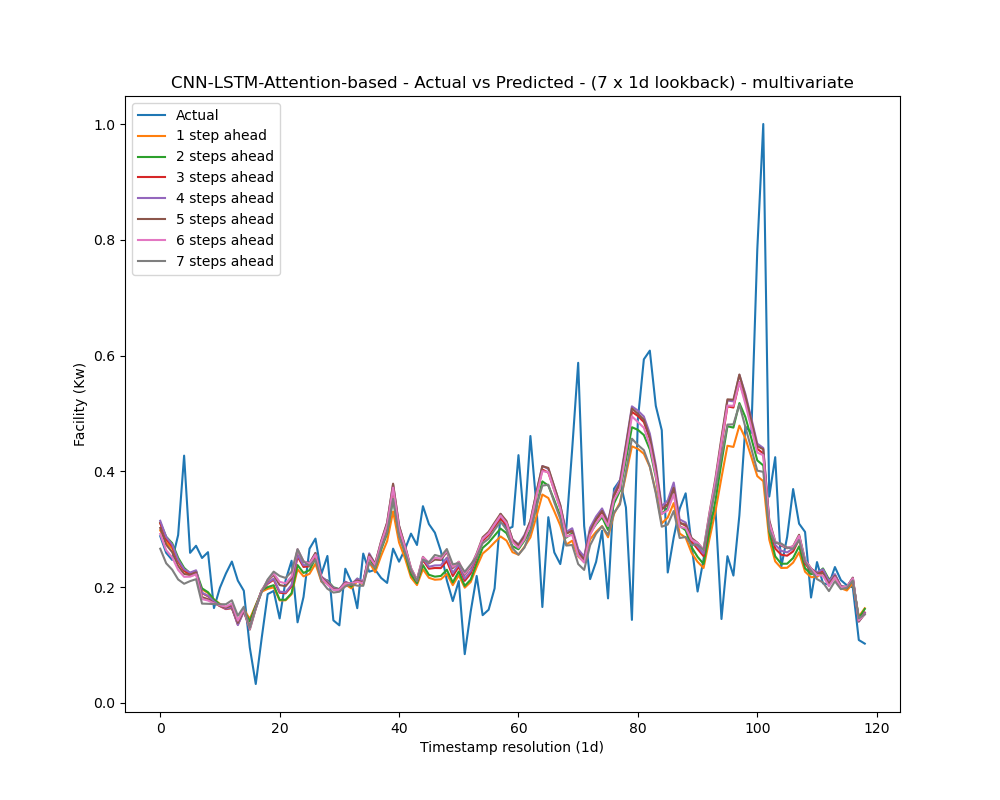 CNN-LSTM-Attention-based - Actual vs Predicted - (7 x 1d lookback) - multivariate
Actual
1 step ahead
2 steps ahead
3 steps ahead
4 steps ahead
5 steps ahead
6 steps ahead
7 steps ahead
Facility (Kw)
1.0
0.8
0.6
0.4
0.2
0.0
0 20 40 60 80 100 120
Timestamp resolution (1d)